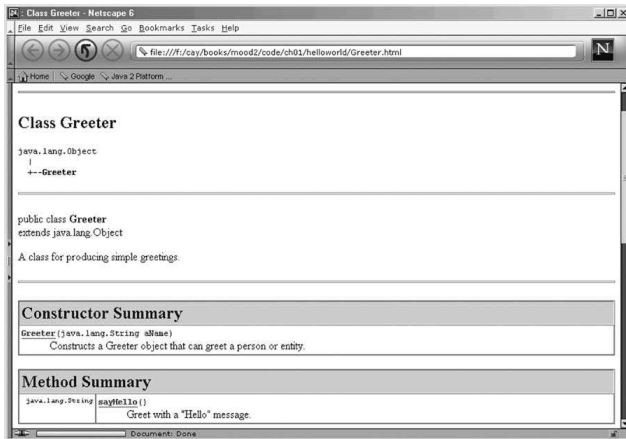 : Class Greeter - Netscape 6
File Edit View Search Go Bookmarks Tasks Help
file:///f:/cay/books/mood2/code/ch01/helloworld/Greeter.html
N
Home Google Java 2 Platform ...
Class Greeter
java.lang.Object
|
+--Greeter
public class Greeter
extends java.lang.Object
A class for producing simple greetings.
Constructor Summary
Greeter(java.lang.String aName)
Constructs a Greeter object that can greet a person or entity.
Method Summary
java.lang.String sayHello()
Greet with a "Hello" message.
Document: Done